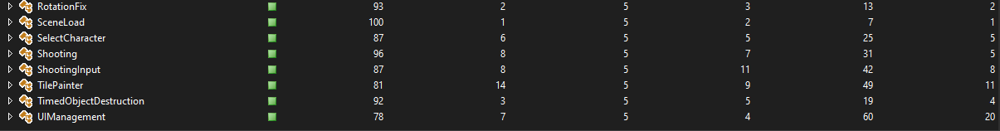 RotationFix 93 2 5 3 13 2
SceneLoad 100 1 5 2 7 1
SelectCharacter 87 6 5 5 25 5
Shooting 96 8 5 7 31 5
ShootingInput 87 8 5 11 42 8
TilePainter 81 14 5 9 49 11
TimedObjectDestruction 92 3 5 5 19 4
UIManagement 78 7 5 4 60 20